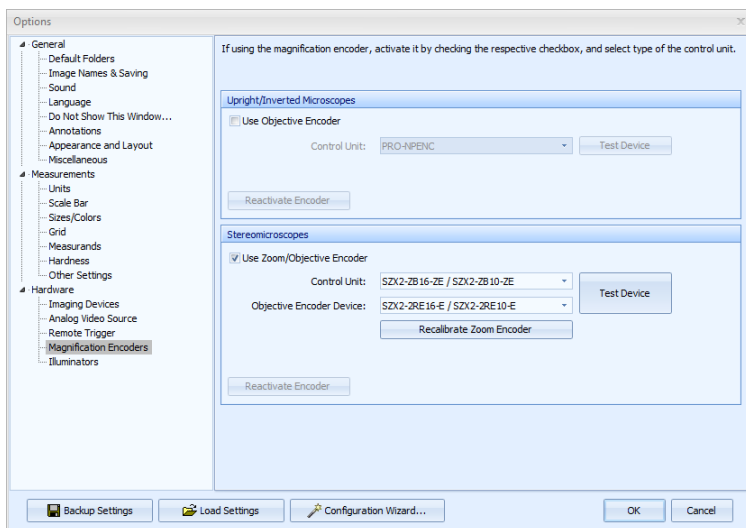 Options
General
Default Folders
Image Names & Saving
Sound
Language
Do Not Show This Window...
Annotations
Appearance and Layout
Miscellaneous
Measurements
Units
Scale Bar
Sizes/Colors
Grid
Measurands
Hardness
Other Settings
Hardware
Imaging Devices
Analog Video Source
Remote Trigger
Magnification Encoders
Illuminators
If using the magnification encoder, activate it by checking the respective checkbox, and select type of the control unit.
Upright/Inverted Microscopes
Use Objective Encoder
Control Unit: PRO-NPENC Test Device
Reactivate Encoder
Stereomicroscopes
Use Zoom/Objective Encoder
Control Unit: SZX2-ZB16-ZE / SZX2-ZB10-ZE
Test Device
Objective Encoder Device: SZX2-2RE16-E / SZX2-2RE10-E
Recalibrate Zoom Encoder
Reactivate Encoder
Backup Settings Load Settings Configuration Wizard... OK Cancel